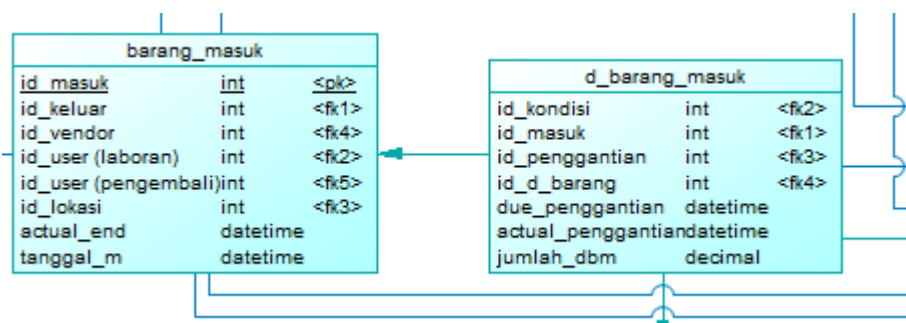 barang_masuk
id_masuk int <pk>
id_keluar int <fk1>
id_vendor int <fk4>
id_user (laboran) int <fk2>
id_user (pengembali)int <fk5>
id_lokasi int <fk3>
actual_end datetime
tanggal_m datetime
d_barang_masuk
id_kondisi int <fk2>
id_masuk int <fk1>
id_penggantian int <fk3>
id_d_barang int <fk4>
due_penggantian datetime
actual_penggantiandatetime
jumlah_dbm decimal